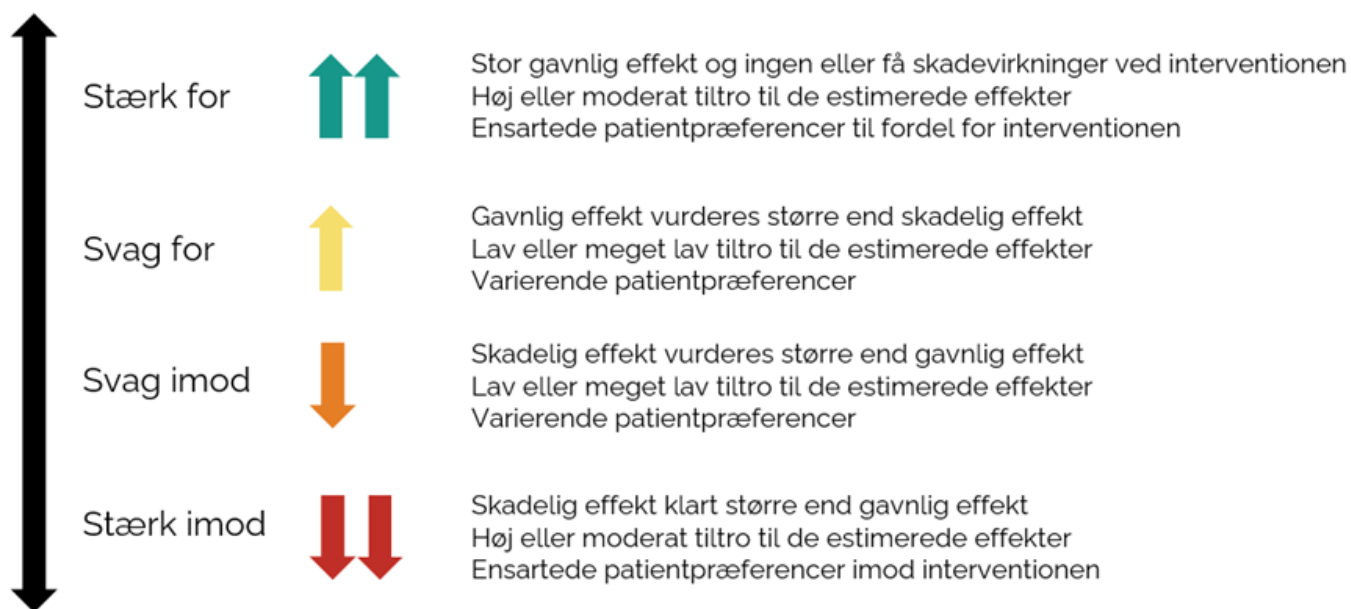 Stærk for
Stor gavnlig effekt og ingen eller få skadevirkninger ved interventionen
Høj eller moderat tiltro til de estimerede effekter
Ensartede patientpræferencer til fordel for interventionen
Svag for
Gavnlig effekt vurderes større end skadelig effekt
Lav eller meget lav tiltro til de estimerede effekter
Varierende patientpræferencer
Svag imod
Skadelig effekt vurderes større end gavnlig effekt
Lav eller meget lav tiltro til de estimerede effekter
Varierende patientpræferencer
Stærk imod
Skadelig effekt klart større end gavnlig effekt
Høj eller moderat tiltro til de estimerede effekter
Ensartede patientpræferencer imod interventionen